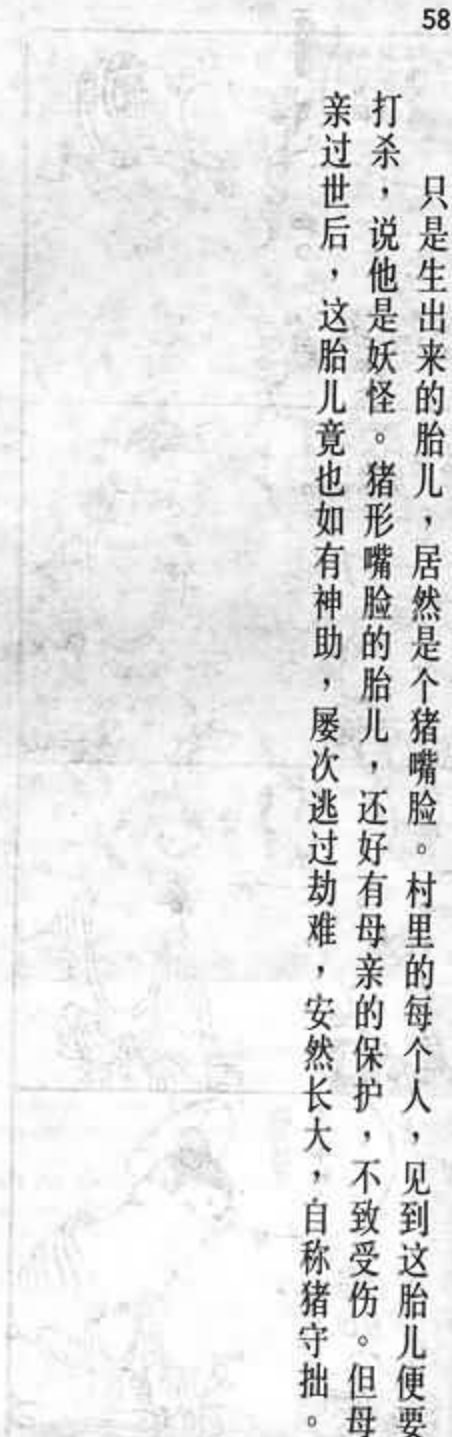 58
只是生出来的胎儿，居然是个猪嘴脸。村里的每个人，见到这胎儿便要
打杀，说他是妖怪。猪形嘴脸的胎儿，还好有母亲的保护，不致受伤。但母
亲过世后，这胎儿竟也如有神助，屡次逃过劫难，安然长大，自称猪守拙。